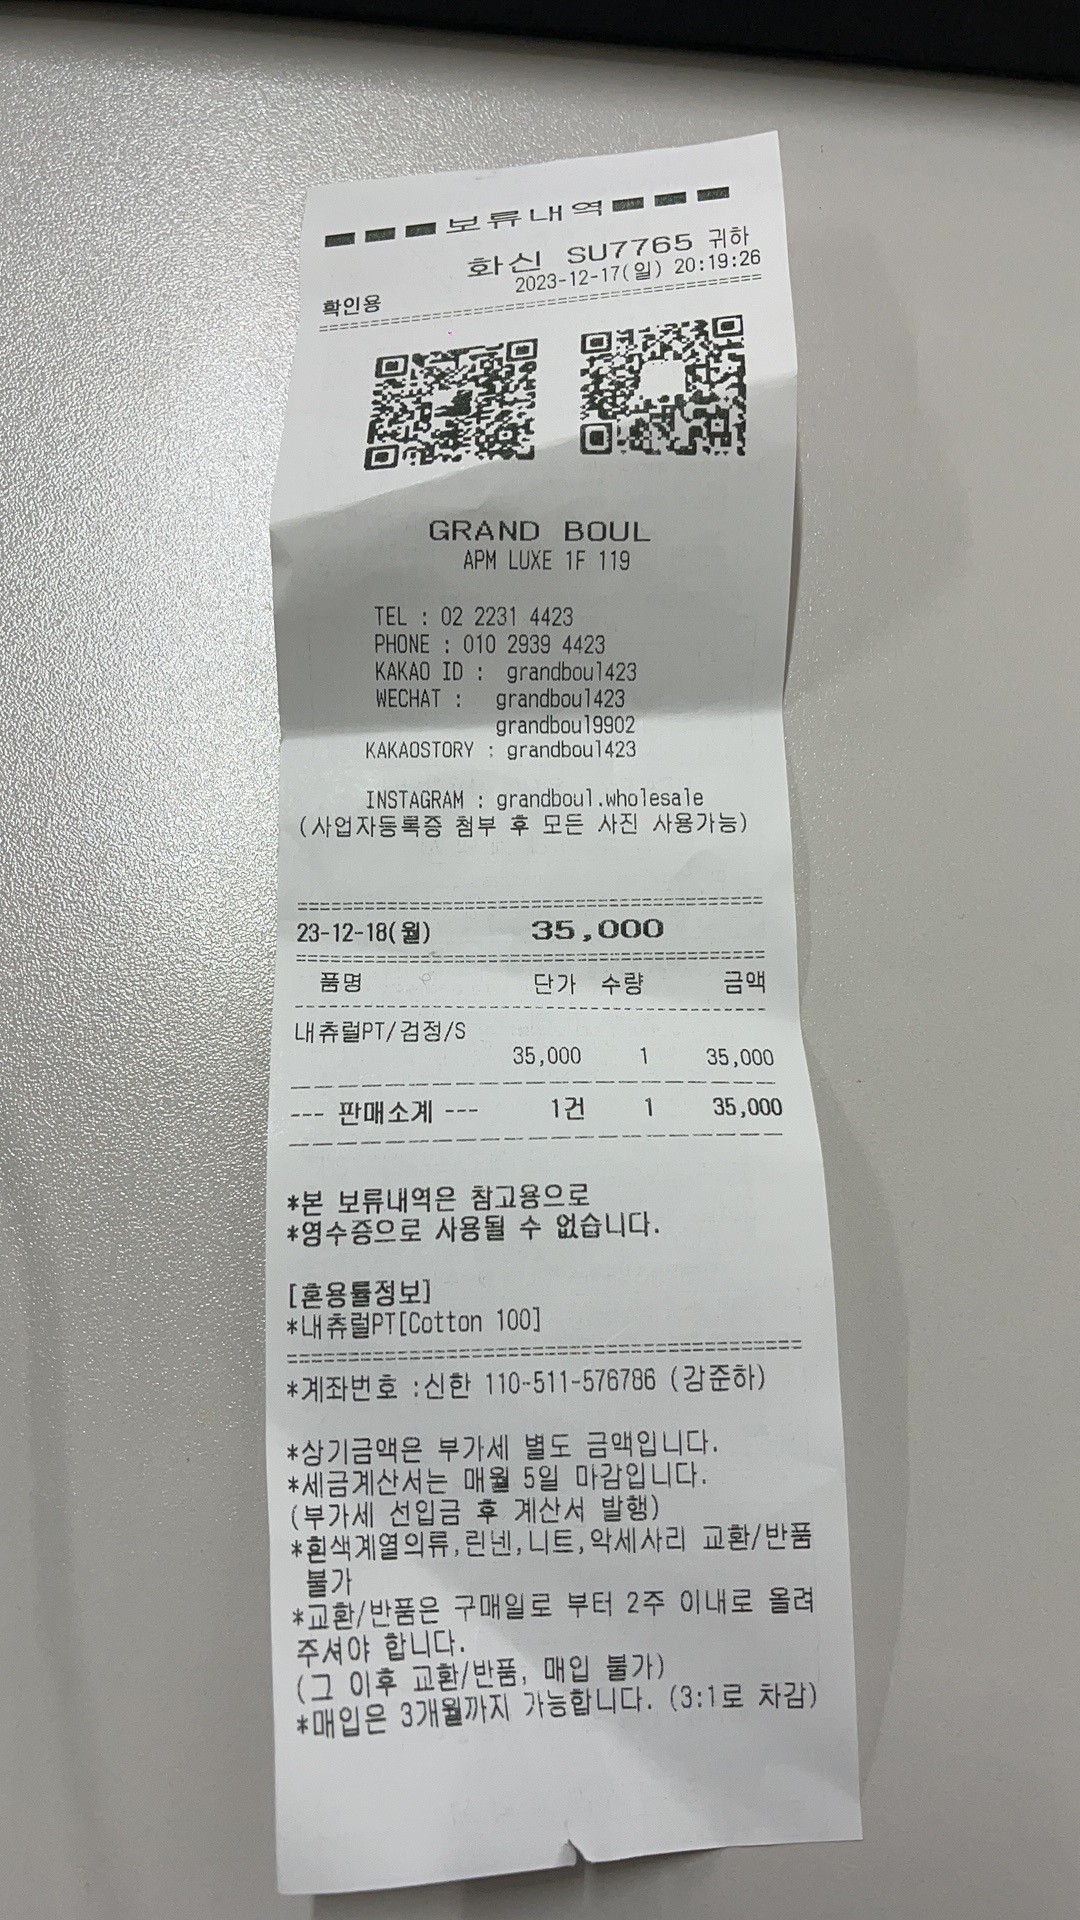 보류내역
화신 SU7765 귀하
2023-12-17(일) 20:19:26
확인용
GRAND BOUL
APM LUXE 1F 119
TEL : 02 2231 4423
PHONE : 010 2939 4423
KAKAO ID : grandboul423
WECHAT : grandboul423
grandboul9902
KAKAOSTORY : grandboul423
INSTAGRAM : grandboul.wholesale
(사업자등록증 첨부 후 모든 사진 사용가능)
23-12-18(월) 35,000
품명 단가 수량 금액
내츄럴PT/검정/S
35,000 1 35,000
--- 판매소계 --- 1건 1 35,000
*본 보류내역은 참고용으로
*영수증으로 사용될 수 없습니다.
[혼용률정보]
*내츄럴PT[Cotton 100]
*계좌번호 :신한 110-511-576786 (강준하)
*상기금액은 부가세 별도 금액입니다.
*세금계산서는 매월 5일 마감입니다.
(부가세 선입금 후 계산서 발행)
*흰색계열의류,린넨,니트,악세사리 교환/반품
불가
*교환/반품은 구매일로 부터 2주 이내로 올려
주셔야 합니다.
(그 이후 교환/반품, 매입 불가)
*매입은 3개월까지 가능합니다. (3:1로 차감)